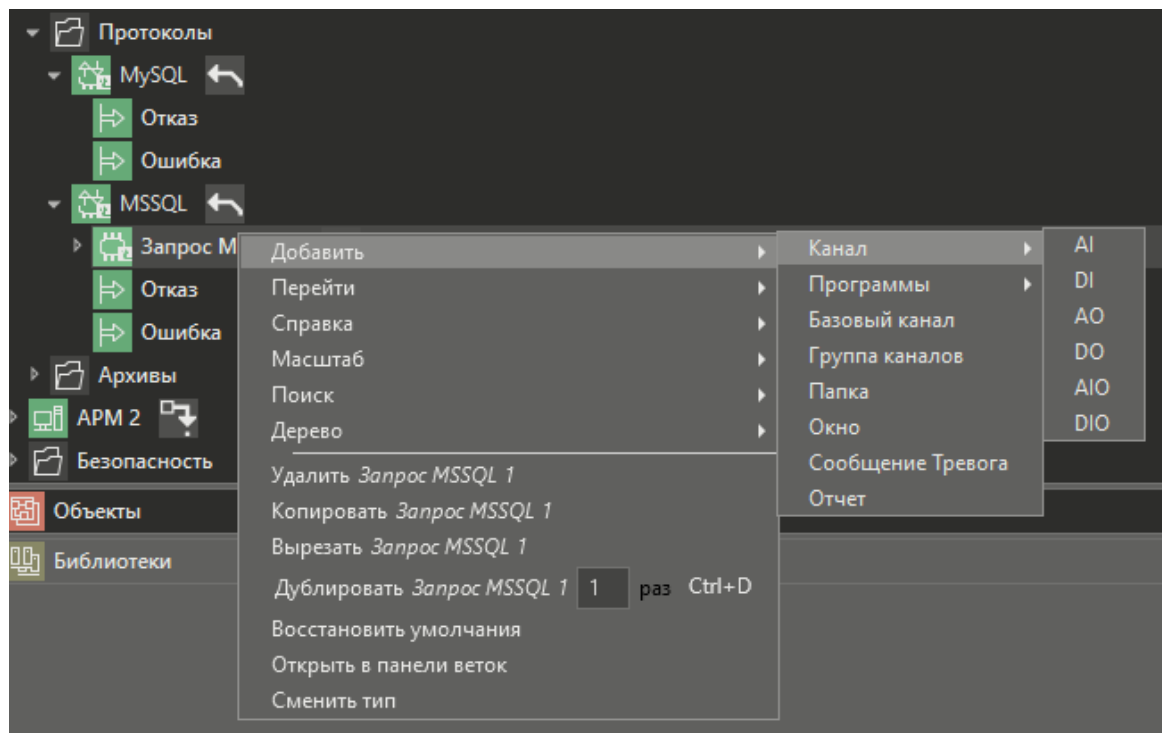 Протоколы
MySQL
Отказ
Ошибка
MSSQL
Запрос М
Отказ
Ошибка
Архивы
АРМ 2
Безопасность
Объекты
Библиотеки
Добавить
Перейти
Справка
Масштаб
Поиск
Дерево
Удалить Запрос MSSQL 1
Копировать Запрос MSSQL 1
Вырезать Запрос MSSQL 1
Дублировать Запрос MSSQL 1 1 раз Ctrl+D
Восстановить умолчания
Открыть в панели веток
Сменить тип
Канал
Программы
Базовый канал
Группа каналов
Папка
Окно
Сообщение Тревога
Отчет
AI
DI
AO
DO
AIO
DIO